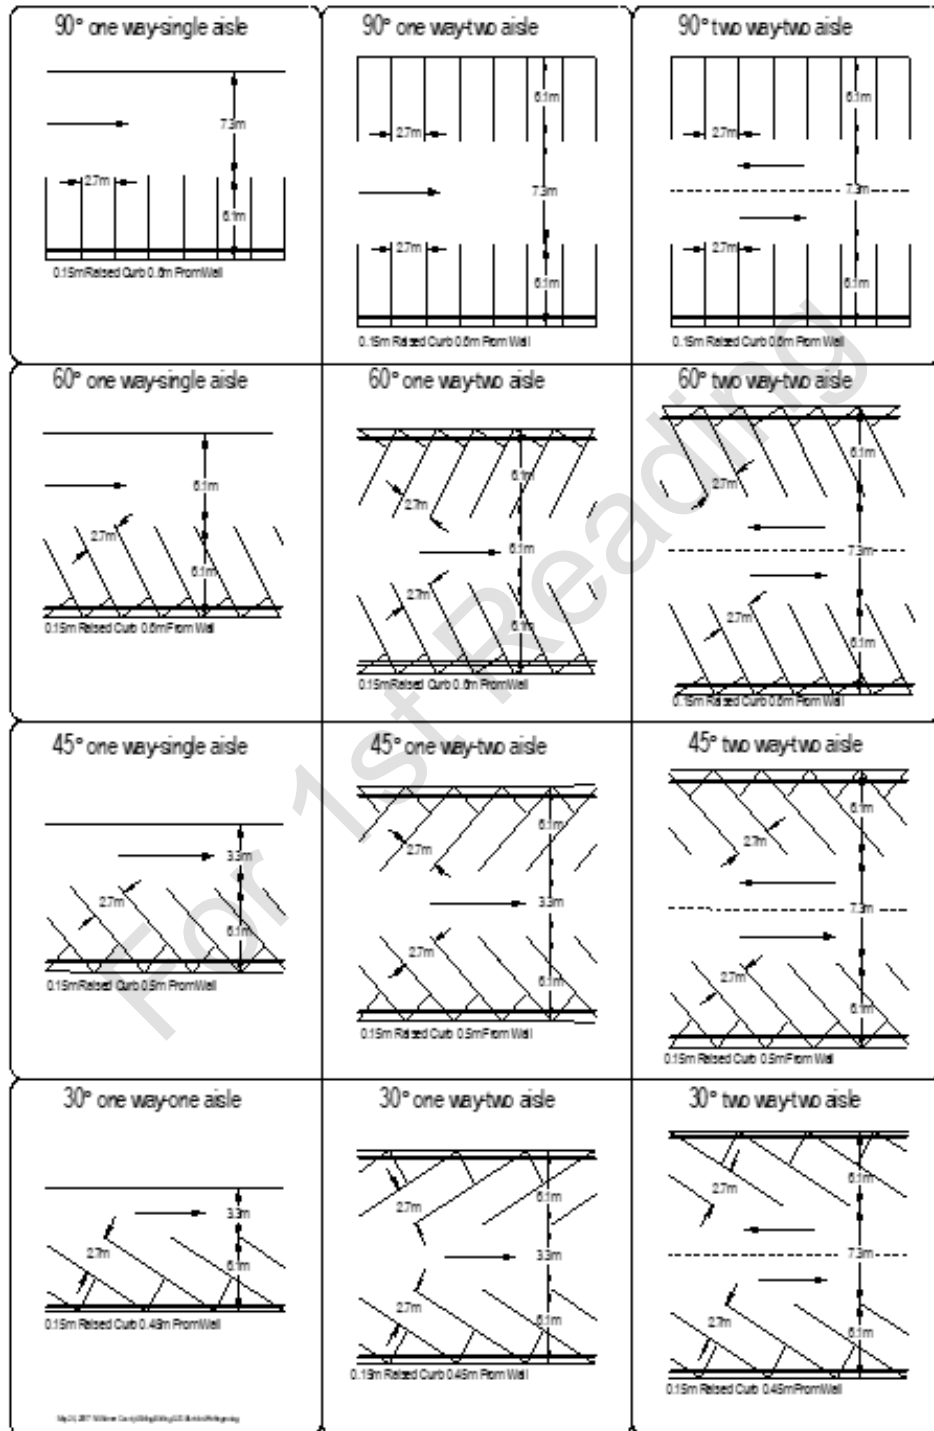 90° one way-single aisle
7.3m
2.7m
6.1m
0.15m Raised Curb 0.6m From Wall
90° one way-two aisle
6.1m
2.7m
7.3m
2.7m
6.1m
0.15m Raised Curb 0.6m From Wall
90° two way-two aisle
6.1m
2.7m
7.3m
2.7m
6.1m
0.15m Raised Curb 0.6m From Wall
60° one way-single aisle
6.1m
2.7m
6.1m
0.15m Raised Curb 0.6m From Wall
60° one way-two aisle
6.1m
2.7m
6.1m
2.7m
6.1m
0.15m Raised Curb 0.6m From Wall
60° two way-two aisle
6.1m
2.7m
7.3m
2.7m
6.1m
0.15m Raised Curb 0.6m From Wall
45° one way-single aisle
3.3m
2.7m
6.1m
0.15m Raised Curb 0.5m From Wall
45° one way-two aisle
6.1m
2.7m
3.3m
2.7m
6.1m
0.15m Raised Curb 0.5m From Wall
45° two way-two aisle
6.1m
2.7m
7.3m
2.7m
6.1m
0.15m Raised Curb 0.5m From Wall
30° one way-one aisle
3.3m
2.7m
6.1m
0.15m Raised Curb 0.45m From Wall
30° one way-two aisle
6.1m
2.7m
3.3m
2.7m
6.1m
0.15m Raised Curb 0.45m From Wall
30° two way-two aisle
6.1m
2.7m
7.3m
2.7m
6.1m
0.15m Raised Curb 0.45m From Wall
For 1st Reading